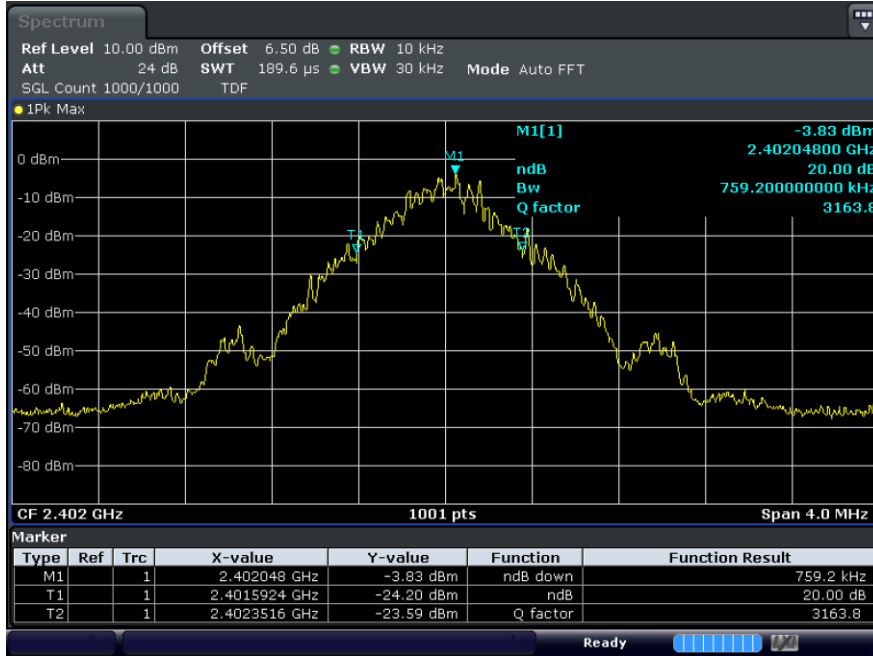 Spectrum
Ref Level 10.00 dBm Offset 6.50 dB RBW 10 kHz
Att 24 dB SWT 189.6 µs VBW 30 kHz Mode Auto FFT
SGL Count 1000/1000 TDF
1Pk Max
M1[1] -3.83 dBm
2.40204800 GHz
ndB 20.00 dB
Bw 759.200000000 kHz
Q factor 3163.8
M1
T1
T2
0 dBm
-10 dBm
-20 dBm
-30 dBm
-40 dBm
-50 dBm
-60 dBm
-70 dBm
-80 dBm
CF 2.402 GHz 1001 pts Span 4.0 MHz
Marker
Type Ref Trc X-value Y-value Function Function Result
M1 1 2.402048 GHz -3.83 dBm ndB down 759.2 kHz
T1 1 2.4015924 GHz -24.20 dBm ndB 20.00 dB
T2 1 2.4023516 GHz -23.59 dBm Q factor 3163.8
Ready